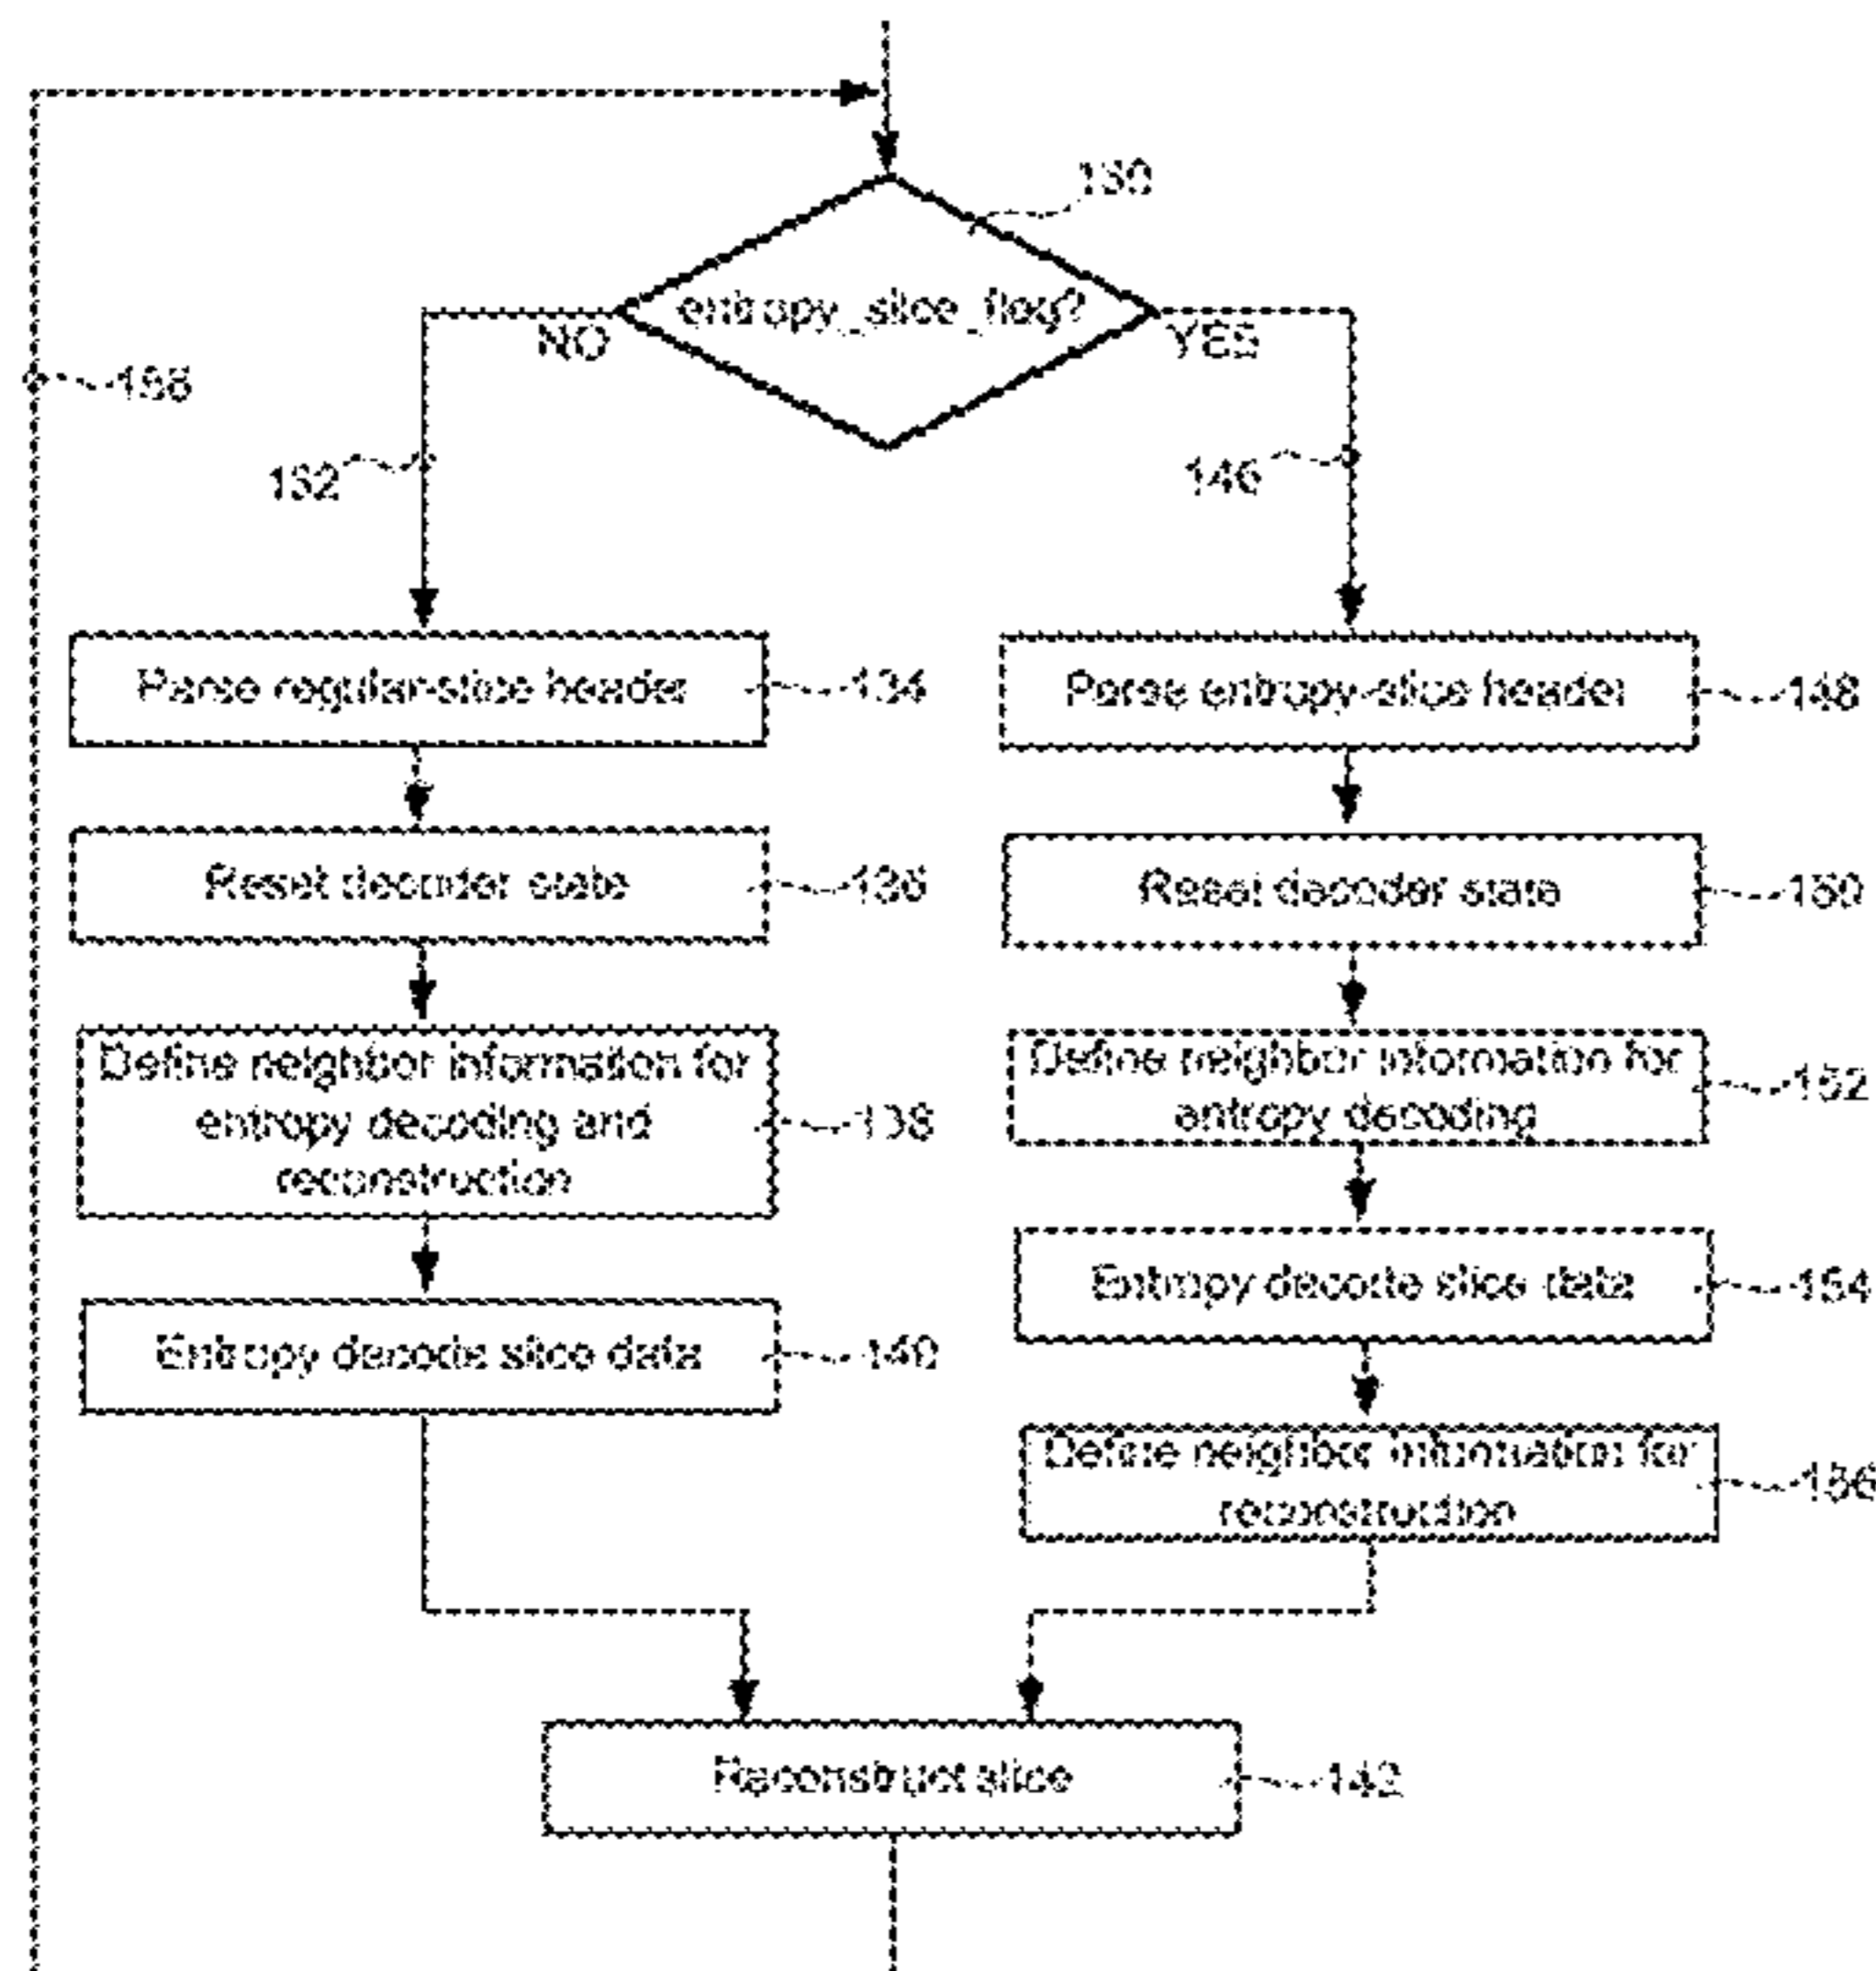 130
entropy_slice_flag?
NO
YES
132
146
Parse regular-slice header
134
Parse entropy-slice header
148
Reset decoder state
136
Reset decoder state
150
Define neighbor information for
entropy decoding and
reconstruction
138
Define neighbor information for
entropy decoding
152
Entropy decode slice data
140
Entropy decode slice data
154
Define neighbor information for
reconstruction
156
Reconstruct slice
142